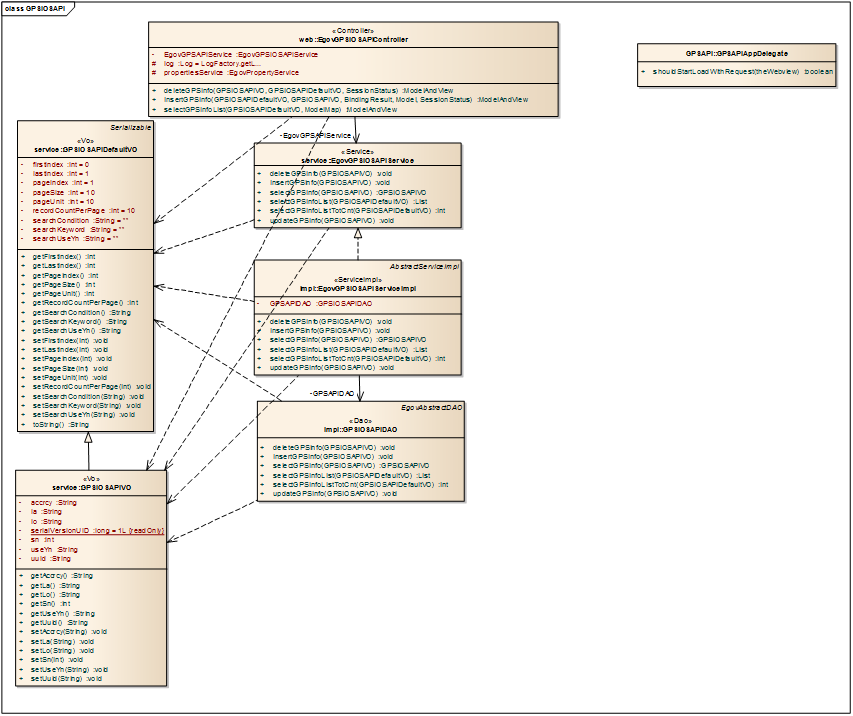 class GPSIOSAPI
«Controller»
web::EgovGPSIOSAPIController
- EgovGPSAPIService :EgovGPSIOSAPIService
# log :Log = LogFactory.getL...
# propertiesService :EgovPropertyService
+ deleteGPSInfo(GPSIOSAPIVO, GPSIOSAPIDefaultVO, SessionStatus) :ModelAndView
+ insertGPSInfo(GPSIOSAPIDefaultVO, GPSIOSAPIVO, BindingResult, Model, SessionStatus) :ModelAndView
+ selectGPSInfoList(GPSIOSAPIDefaultVO, ModelMap) :ModelAndView
GPSAPI::GPSAPIAppDelegate
+ shouldStartLoadWithRequest(theWebview) :boolean
Serializable
«Vo»
service::GPSIOSAPIDefaultVO
- firstIndex :int = 0
- lastIndex :int = 1
- pageIndex :int = 1
- pageSize :int = 10
- pageUnit :int = 10
- recordCountPerPage :int = 10
- searchCondition :String = ""
- searchKeyword :String = ""
- searchUseYn :String = ""
+ getFirstIndex() :int
+ getLastIndex() :int
+ getPageIndex() :int
+ getPageSize() :int
+ getPageUnit() :int
+ getRecordCountPerPage() :int
+ getSearchCondition() :String
+ getSearchKeyword() :String
+ getSearchUseYn() :String
+ setFirstIndex(int) :void
+ setLastIndex(int) :void
+ setPageIndex(int) :void
+ setPageSize(int) :void
+ setPageUnit(int) :void
+ setRecordCountPerPage(int) :void
+ setSearchCondition(String) :void
+ setSearchKeyword(String) :void
+ setSearchUseYn(String) :void
+ toString() :String
-EgovGPSAPIService
«Service»
service::EgovGPSIOSAPIService
+ deleteGPSInfo(GPSIOSAPIVO) :void
+ insertGPSInfo(GPSIOSAPIVO) :void
+ selectGPSInfo(GPSIOSAPIVO) :GPSIOSAPIVO
+ selectGPSInfoList(GPSIOSAPIDefaultVO) :List
+ selectGPSInfoListTotCnt(GPSIOSAPIDefaultVO) :int
+ updateGPSInfo(GPSIOSAPIVO) :void
AbstractServiceImpl
«ServiceImpl»
impl::EgovGPSIOSAPIServiceImpl
- GPSAPIDAO :GPSIOSAPIDAO
+ deleteGPSInfo(GPSIOSAPIVO) :void
+ insertGPSInfo(GPSIOSAPIVO) :void
+ selectGPSInfo(GPSIOSAPIVO) :GPSIOSAPIVO
+ selectGPSInfoList(GPSIOSAPIDefaultVO) :List
+ selectGPSInfoListTotCnt(GPSIOSAPIDefaultVO) :int
+ updateGPSInfo(GPSIOSAPIVO) :void
-GPSAPIDAO
EgovAbstractDAO
«Dao»
impl::GPSIOSAPIDAO
+ deleteGPSInfo(GPSIOSAPIVO) :void
+ insertGPSInfo(GPSIOSAPIVO) :void
+ selectGPSInfo(GPSIOSAPIVO) :GPSIOSAPIVO
+ selectGPSInfoList(GPSIOSAPIDefaultVO) :List
+ selectGPSInfoListTotCnt(GPSIOSAPIDefaultVO) :int
+ updateGPSInfo(GPSIOSAPIVO) :void
«Vo»
service::GPSIOSAPIVO
- accrcy :String
- la :String
- lo :String
- serialVersionUID :long = 1L {readOnly}
- sn :int
- useYn :String
- uuid :String
+ getAccrcy() :String
+ getLa() :String
+ getLo() :String
+ getSn() :int
+ getUseYn() :String
+ getUuid() :String
+ setAccrcy(String) :void
+ setLa(String) :void
+ setLo(String) :void
+ setSn(int) :void
+ setUseYn(String) :void
+ setUuid(String) :void